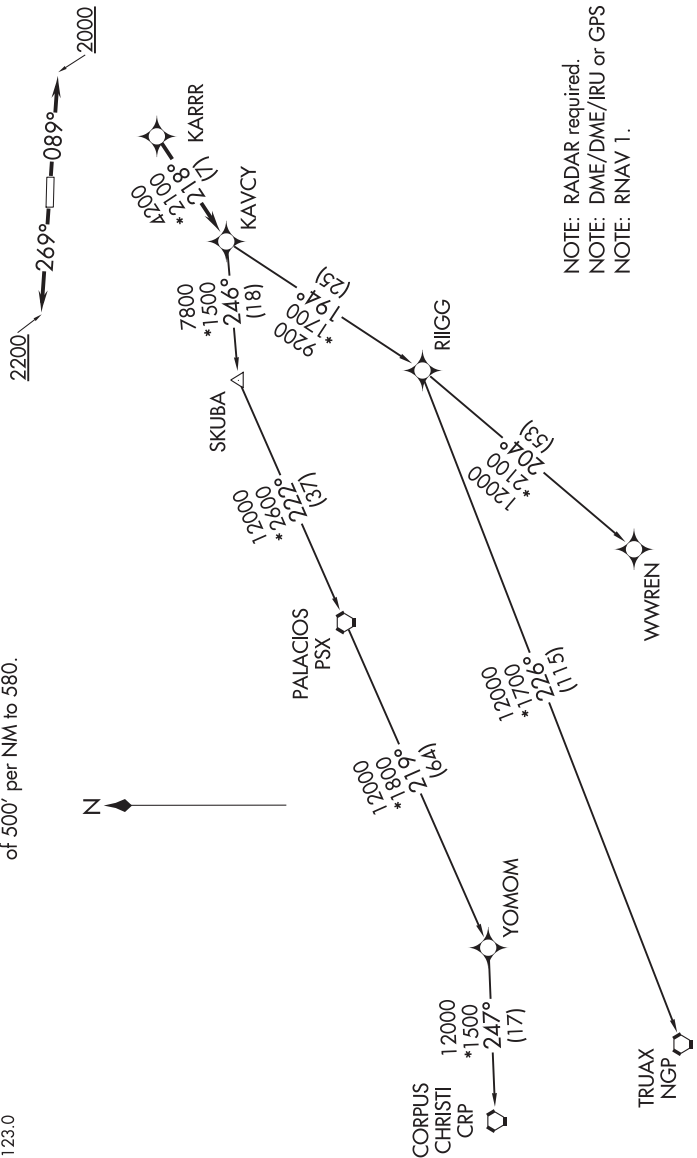 123.0
of 500' per NM to 580.
N
2200
269°
089°
2000
KARRR
4200
*2100
218°
(7)
KAVCY
7800
*1500
246°
(18)
SKUBA
9200
*1700
194°
(25)
RIIGG
12000
*2600
222°
(37)
PALACIOS
PSX
12000
*2100
204°
(53)
WWREN
12000
*1800
219°
(64)
YOMOM
12000
*1700
226°
(115)
TRUAX
NGP
12000
*1500
247°
(17)
CORPUS
CHRISTI
CRP
NOTE: RADAR required.
NOTE: DME/DME/IRU or GPS
NOTE: RNAV 1.